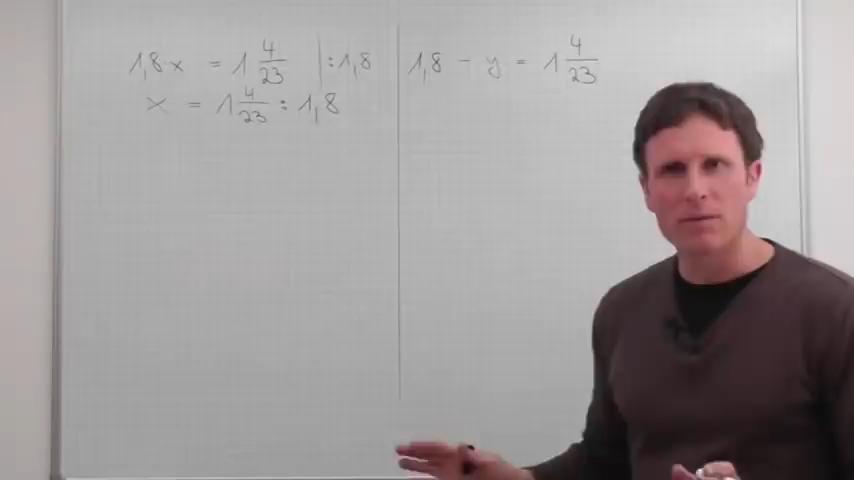 1,8·x = 1 4/23 | :1,8
x = 1 4/23 : 1,8
1,8 - y = 1 4/23